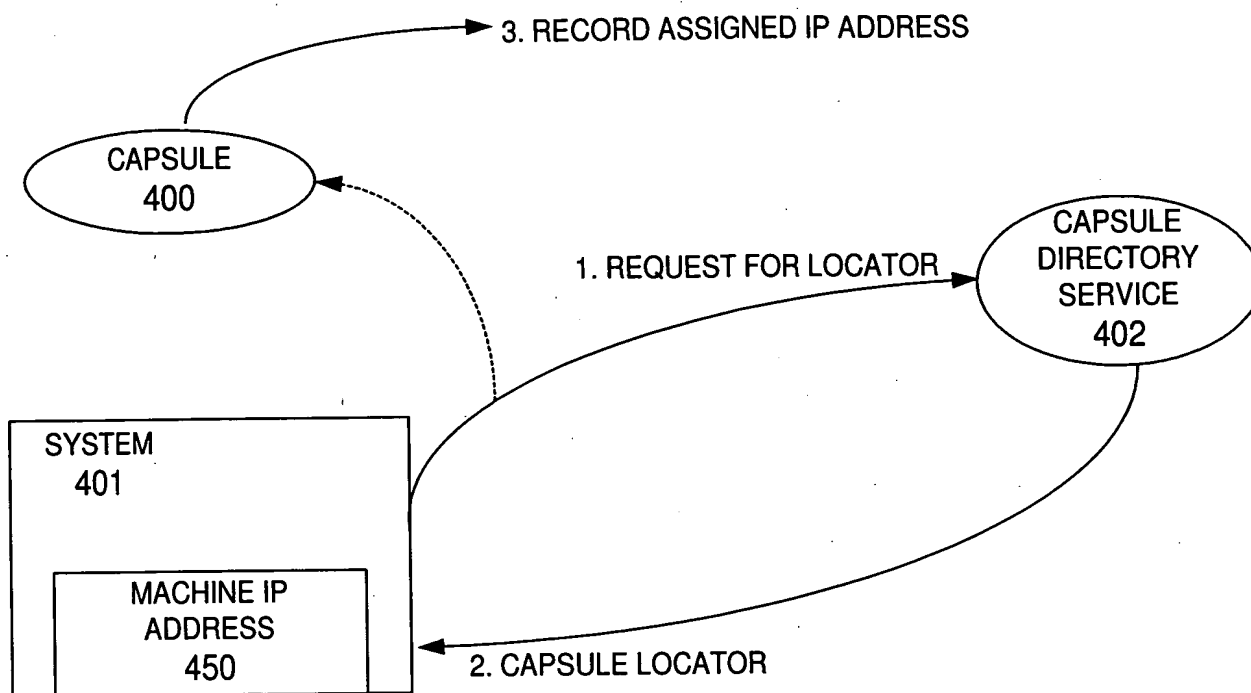 3. RECORD ASSIGNED IP ADDRESS
CAPSULE
400
CAPSULE
DIRECTORY
SERVICE
402
1. REQUEST FOR LOCATOR
SYSTEM
401
MACHINE IP
ADDRESS
450
2. CAPSULE LOCATOR